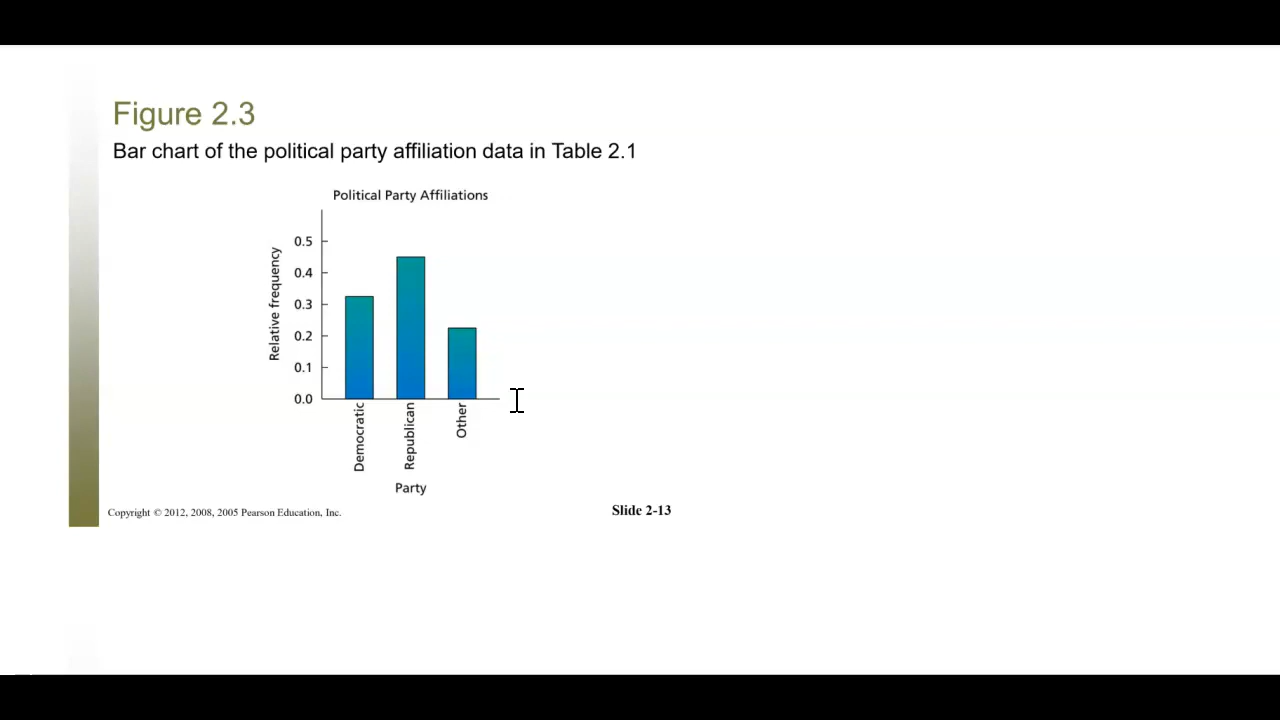 Figure 2.3
Bar chart of the political party affiliation data in Table 2.1
Political Party Affiliations
Relative frequency
0.5
0.4
0.3
0.2
0.1
0.0
Democratic
Republican
Other
Party
Copyright © 2012, 2008, 2005 Pearson Education, Inc.
Slide 2-13